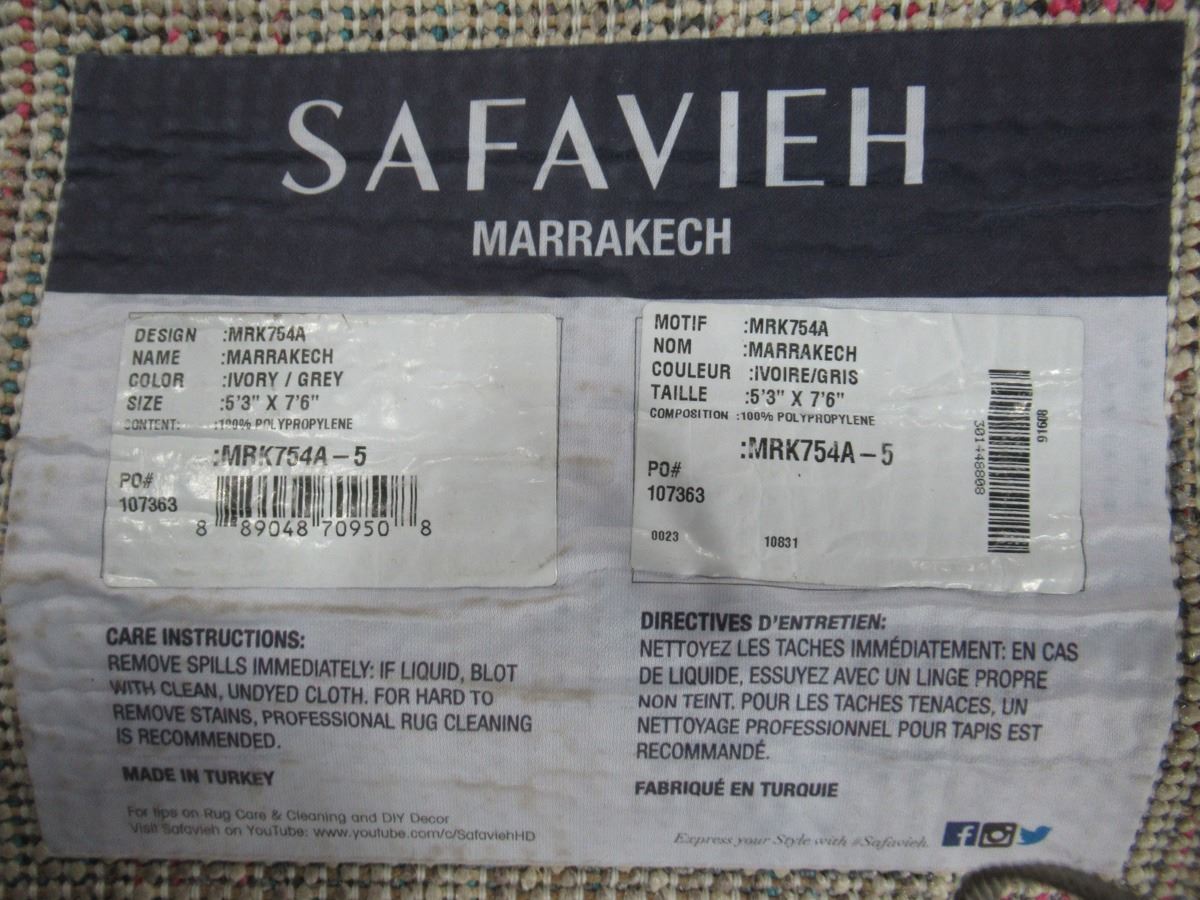 SAFAVIEH
MARRAKECH
DESIGN :MRK754A
NAME :MARRAKECH
COLOR :IVORY / GREY
SIZE :5'3" X 7'6"
CONTENT: :100% POLYPROPYLENE
:MRK754A-5
PO#
107363
8 89048 70950 8
MOTIF :MRK754A
NOM :MARRAKECH
COULEUR :IVOIRE/GRIS
TAILLE :5'3" X 7'6"
COMPOSITION :100% POLYPROPYLENE
:MRK754A-5
PO#
107363
0023 10831
91608
CARE INSTRUCTIONS:
REMOVE SPILLS IMMEDIATELY: IF LIQUID, BLOT
WITH CLEAN, UNDYED CLOTH. FOR HARD TO
REMOVE STAINS, PROFESSIONAL RUG CLEANING
IS RECOMMENDED.
MADE IN TURKEY
For tips on Rug Care & Cleaning and DIY Decor
Visit Safavieh on YouTube: www.youtube.com/c/SafaviehHD
DIRECTIVES D'ENTRETIEN:
NETTOYEZ LES TACHES IMMÉDIATEMENT: EN CAS
DE LIQUIDE, ESSUYEZ AVEC UN LINGE PROPRE
NON TEINT. POUR LES TACHES TENACES, UN
NETTOYAGE PROFESSIONNEL POUR TAPIS EST
RECOMMANDÉ.
FABRIQUÉ EN TURQUIE
Express your Style with #Safavieh.